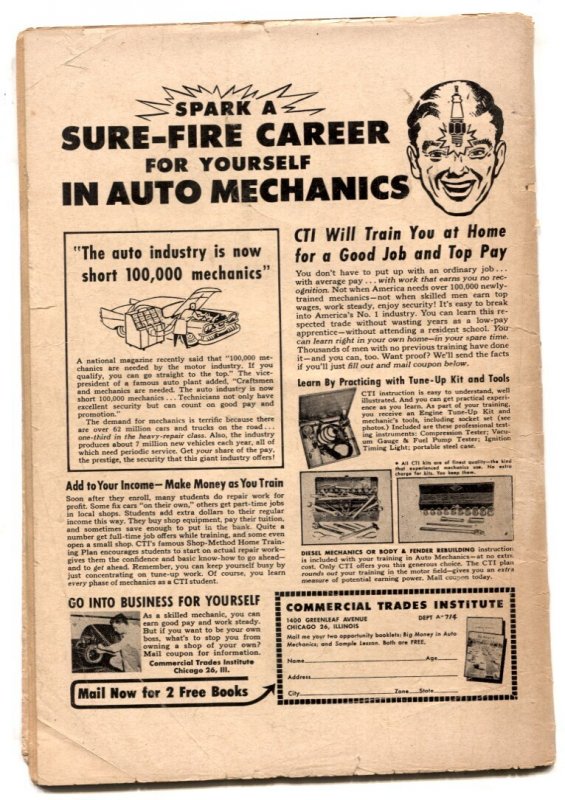 SPARK A
SURE-FIRE CAREER
FOR YOURSELF
IN AUTO MECHANICS
"The auto industry is now
short 100,000 mechanics"
A national magazine recently said that "100,000 me-
chanics are needed by the motor industry. If you
qualify, you can go straight to the top." The vice-
president of a famous auto plant added, "Craftsmen
and mechanics are needed. The auto industry is now
short 100,000 mechanics . . . Technicians not only have
excellent security but can count on good pay and
promotion."
The demand for mechanics is terrific because there
are over 62 million cars and trucks on the road . . .
one-third in the heavy-repair class. Also, the industry
produces about 7 million new vehicles each year, all of
which need periodic service. Get your share of the pay,
the prestige, the security that this giant industry offers!
Add to Your Income—Make Money as You Train
Soon after they enroll, many students do repair work for
profit. Some fix cars "on their own," others get part-time jobs
in local shops. Students add extra dollars to their regular
income this way. They buy shop equipment, pay their tuition,
and sometimes save enough to put in the bank. Quite a
number get full-time job offers while training, and some even
open a small shop. CTI's famous Shop-Method Home Train-
ing Plan encourages students to start on actual repair work—
gives them the confidence and basic know-how to go ahead—
and to get ahead. Remember, you can keep yourself busy by
just concentrating on tune-up work. Of course, you learn
every phase of mechanics as a CTI student.
GO INTO BUSINESS FOR YOURSELF
As a skilled mechanic, you can
earn good pay and work steady.
But if you want to be your own
boss, what's to stop you from
owning a shop of your own?
Mail coupon for information.
Commercial Trades Institute
Chicago 26, Ill.
Mail Now for 2 Free Books
CTI Will Train You at Home
for a Good Job and Top Pay
You don't have to put up with an ordinary job . . .
with average pay . . . with work that earns you no rec-
ognition. Not when America needs over 100,000 newly-
trained mechanics—not when skilled men earn top
wages, work steady, enjoy security! It's easy to break
into America's No. 1 industry. You can learn this re-
spected trade without wasting years as a low-pay
apprentice—without attending a resident school. You
can learn right in your own home—in your spare time.
Thousands of men with no previous training have done
it—and you can, too. Want proof? We'll send the facts
if you'll just fill out and mail coupon below.
Learn By Practicing with Tune-Up Kit and Tools
CTI instruction is easy to understand, well
illustrated. And you can get practical experi-
ence as you learn. As part of your training,
you receive an Engine Tune-Up Kit and
mechanic's tools, including socket set (see
photos.) Included are these professional test-
ing instruments: Compression Tester; Vacu-
um Gauge & Fuel Pump Tester; Ignition
Timing Light; portable steel case.
• All CTI kits are of finest quality—the kind
that experienced mechanics use. No extra
charge for kits. You keep them.
DIESEL MECHANICS OR BODY & FENDER REBUILDING instruction
is included with your training in Auto Mechanics—at no extra
cost. Only CTI offers you this generous choice. The CTI plan
rounds out your training in the motor field—gives you an extra
measure of potential earning power. Mail coupon today.
COMMERCIAL TRADES INSTITUTE
1400 GREENLEAF AVENUE DEPT A-714
CHICAGO 26, ILLINOIS
Mail me your two opportunity booklets: Big Money in Auto
Mechanics; and Sample Lesson. Both are FREE.
Name Age
Address
City Zone State